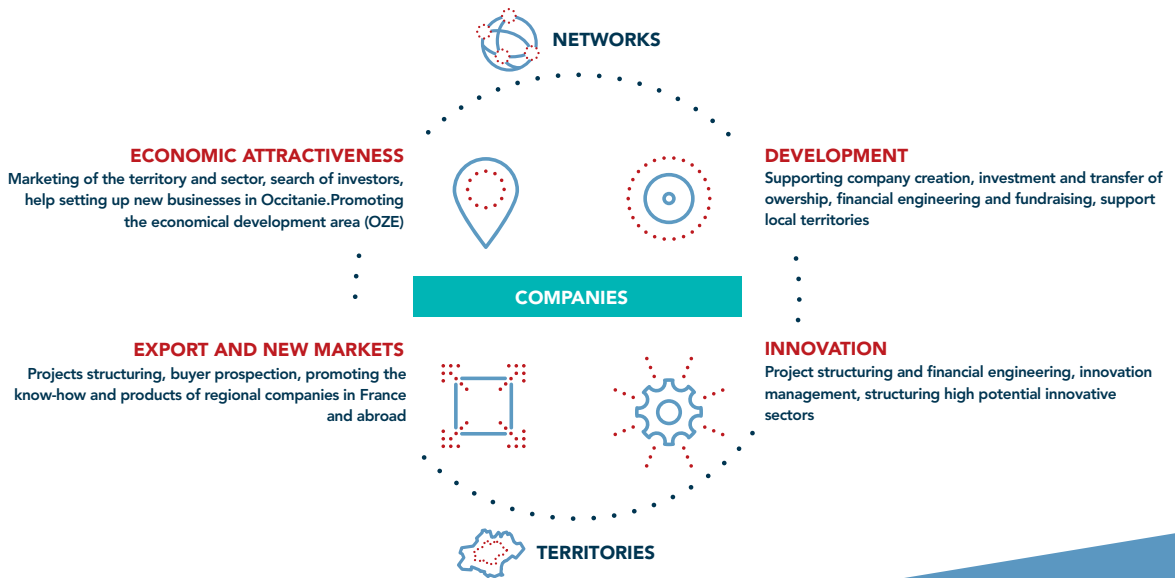 NETWORKS
ECONOMIC ATTRACTIVENESS
Marketing of the territory and sector, search of investors,
help setting up new businesses in Occitanie.Promoting
the economical development area (OZE)
DEVELOPMENT
Supporting company creation, investment and transfer of
owership, financial engineering and fundraising, support
local territories
COMPANIES
EXPORT AND NEW MARKETS
Projects structuring, buyer prospection, promoting the
know-how and products of regional companies in France
and abroad
INNOVATION
Project structuring and financial engineering, innovation
management, structuring high potential innovative
sectors
TERRITORIES